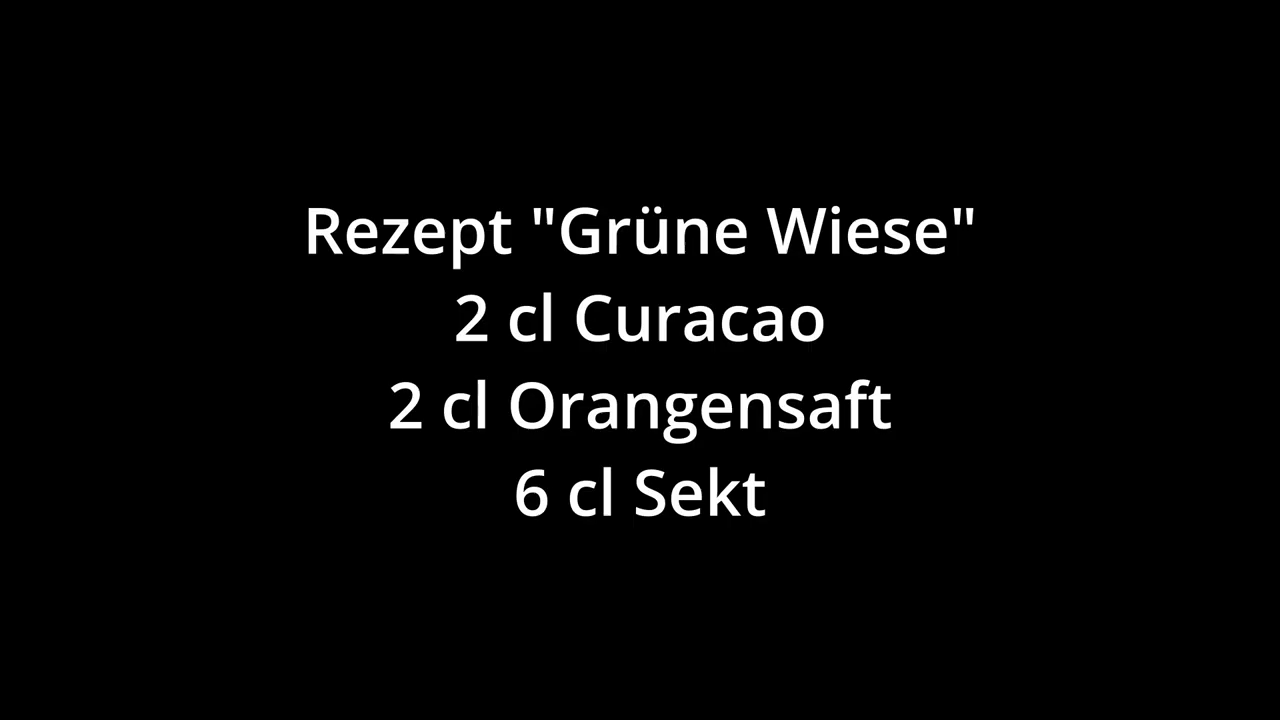 Rezept "Grüne Wiese"
2 cl Curacao
2 cl Orangensaft
6 cl Sekt